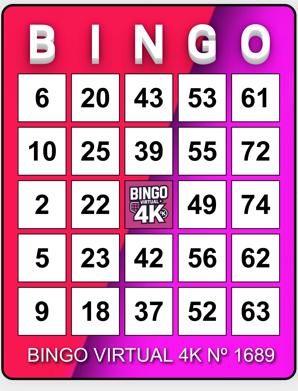 B I N G O
6 20 43 53 61
10 25 39 55 72
2 22 BINGO VIRTUAL 4K 49 74
5 23 42 56 62
9 18 37 52 63
BINGO VIRTUAL 4K Nº 1689